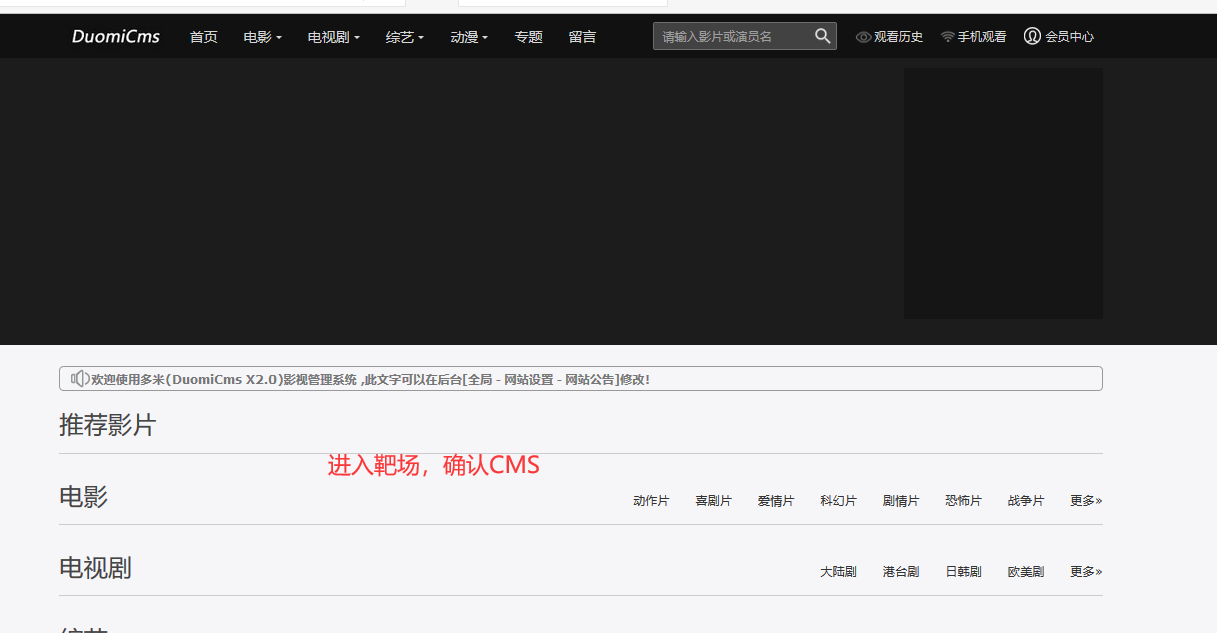 DuomiCms 首页 电影 电视剧 综艺 动漫 专题 留言 请输入影片或演员名 观看历史 手机观看 会员中心
欢迎使用多米(DuomiCms X2.0)影视管理系统 ,此文字可以在后台[全局 - 网站设置 - 网站公告]修改!
推荐影片
进入靶场，确认CMS
电影 动作片 喜剧片 爱情片 科幻片 剧情片 恐怖片 战争片 更多»
电视剧 大陆剧 港台剧 日韩剧 欧美剧 更多»